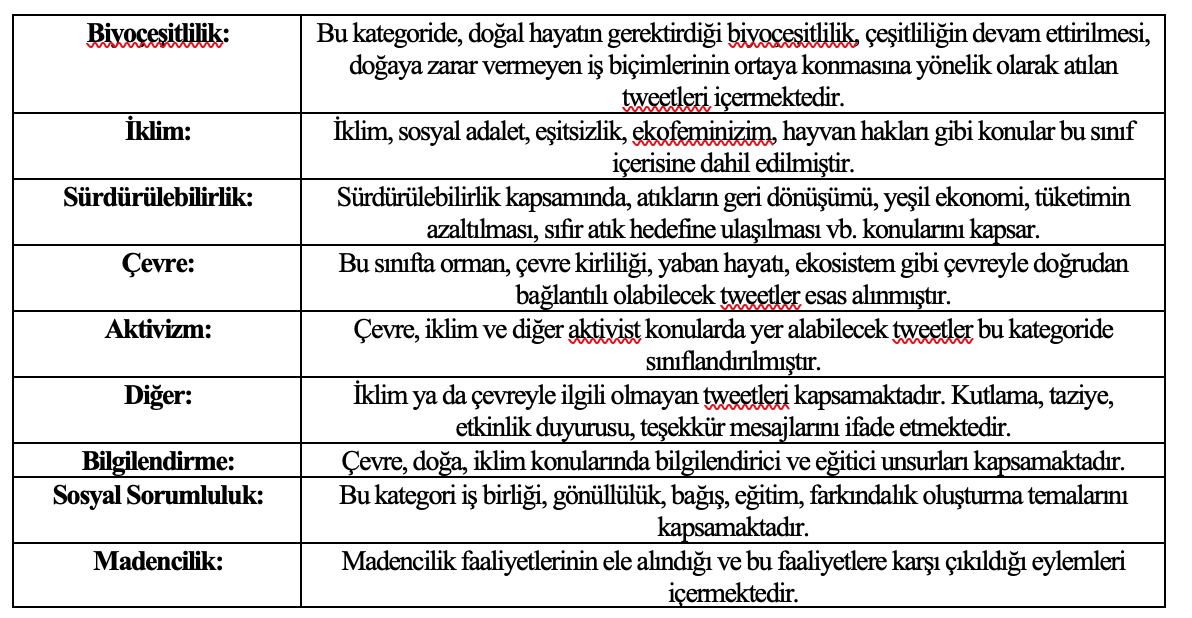 Biyoçeşitlilik:
Bu kategoride, doğal hayatın gerektirdiği biyoçeşitlilik, çeşitliliğin devam ettirilmesi,
doğaya zarar vermeyen iş biçimlerinin ortaya konmasına yönelik olarak atılan
tweetleri içermektedir.
İklim:
İklim, sosyal adalet, eşitsizlik, ekofeminizim, hayvan hakları gibi konular bu sınıf
içerisine dahil edilmiştir.
Sürdürülebilirlik:
Sürdürülebilirlik kapsamında, atıkların geri dönüşümü, yeşil ekonomi, tüketimin
azaltılması, sıfır atık hedefine ulaşılması vb. konularını kapsar.
Çevre:
Bu sınıfta orman, çevre kirliliği, yaban hayatı, ekosistem gibi çevreyle doğrudan
bağlantılı olabilecek tweetler esas alınmıştır.
Aktivizm:
Çevre, iklim ve diğer aktivist konularda yer alabilecek tweetler bu kategoride
sınıflandırılmıştır.
Diğer:
İklim ya da çevreyle ilgili olmayan tweetleri kapsamaktadır. Kutlama, taziye,
etkinlik duyurusu, teşekkür mesajlarını ifade etmektedir.
Bilgilendirme:
Çevre, doğa, iklim konularında bilgilendirici ve eğitici unsurları kapsamaktadır.
Sosyal Sorumluluk:
Bu kategori iş birliği, gönüllülük, bağış, eğitim, farkındalık oluşturma temalarını
kapsamaktadır.
Madencilik:
Madencilik faaliyetlerinin ele alındığı ve bu faaliyetlere karşı çıkıldığı eylemleri
içermektedir.